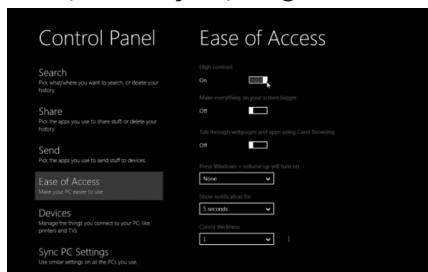 Control Panel
Search
Pick what/where you want to search, or delete your
history.
Share
Pick the apps you use to share stuff, or delete your
history.
Send
Pick the apps you use to send stuff to devices.
Ease of Access
Make your PC easier to use.
Devices
Manage the things you connect to your PC, like
printers and TVs.
Sync PC Settings
Use similar settings on all the PCs you use.
Ease of Access
High contrast
On
Make everything on your screen bigger
Off
Tab through webpages and apps using Caret Browsing
Off
Press Windows + volume up will turn on
None
Show notification for
5 seconds
Cursor thickness
1